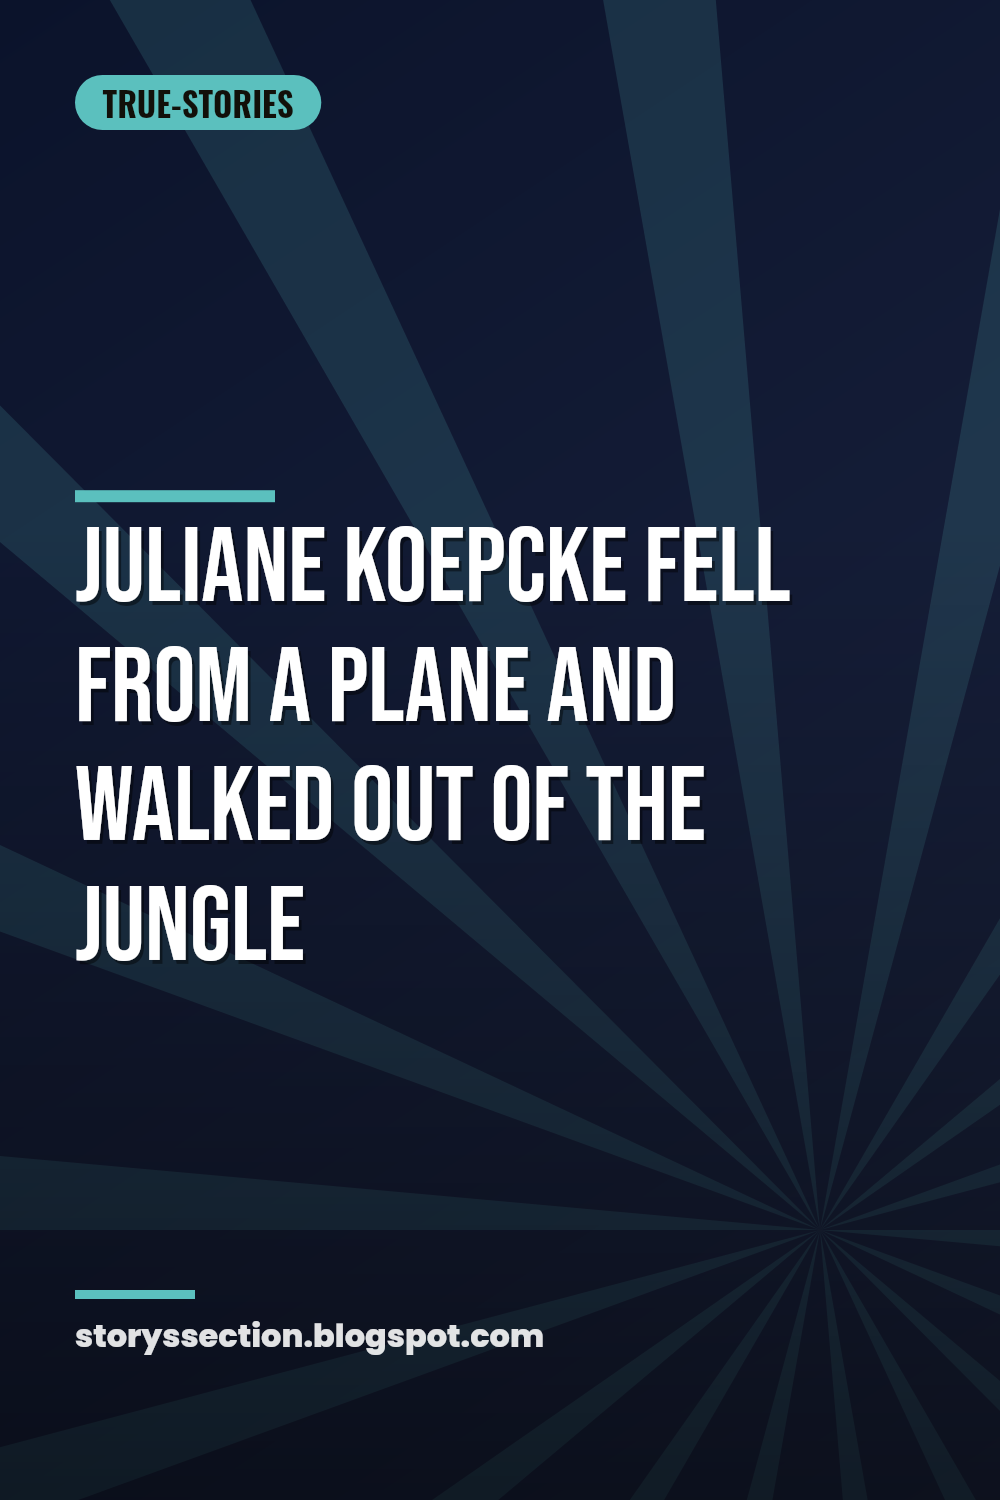 TRUE-STORIES
JULIANE KOEPCKE FELL
FROM A PLANE AND
WALKED OUT OF THE
JUNGLE
storyssection.blogspot.com